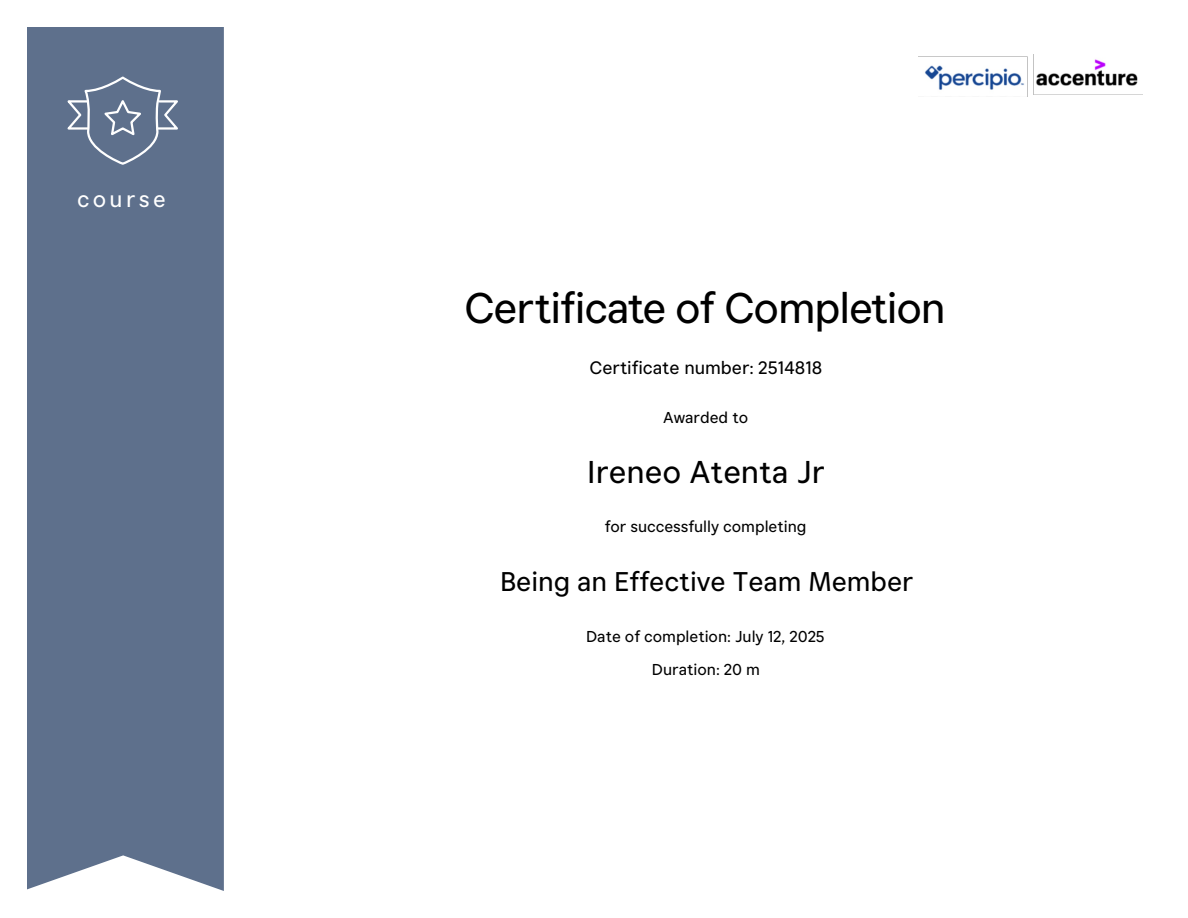 course
percipio.
accenture
Certificate of Completion
Certificate number: 2514818
Awarded to
Ireneo Atenta Jr
for successfully completing
Being an Effective Team Member
Date of completion: July 12, 2025
Duration: 20 m